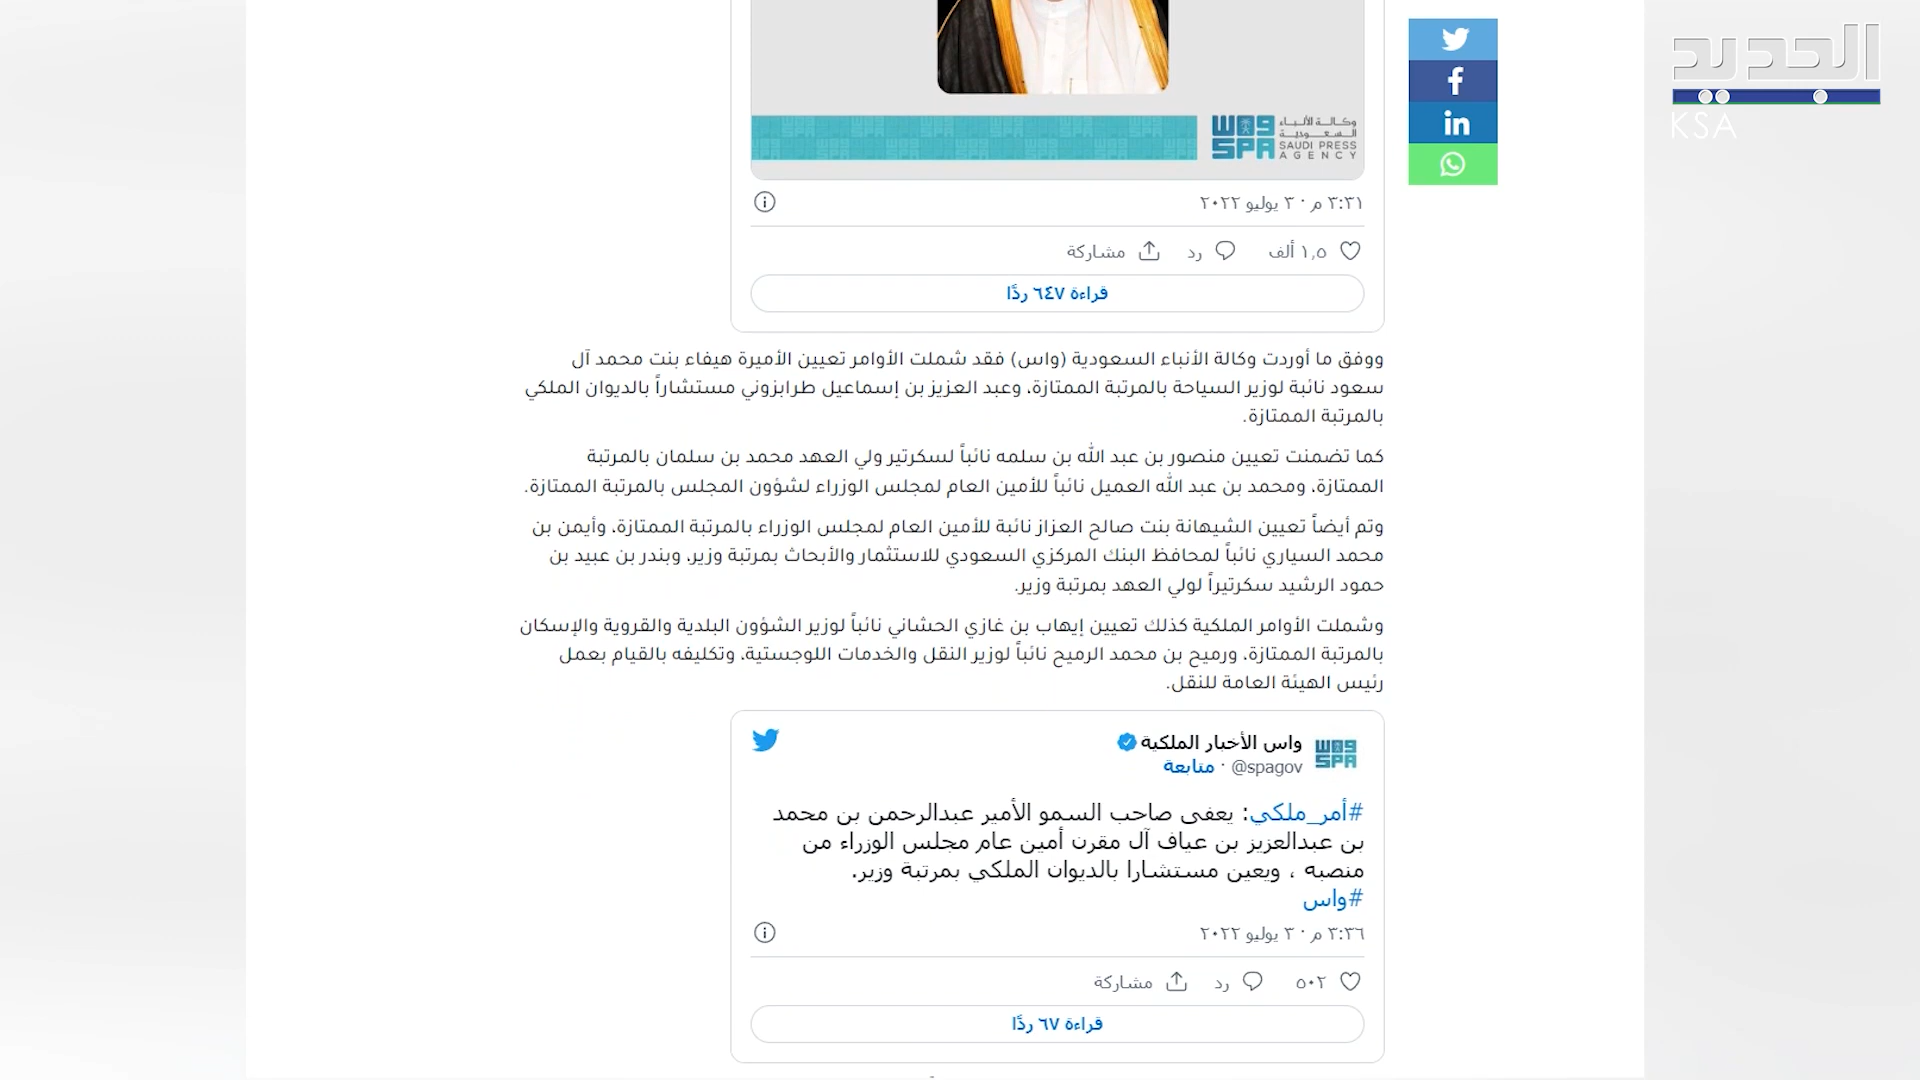 الجديد
KSA
واس
SPA
وكالة الأنباء
السعودية
SAUDI PRESS
AGENCY
٣:٣١ م · ٣ يوليو ٢٠٢٢
١,٥ ألف
رد
مشاركة
قراءة ٦٤٧ ردًا
ووفق ما أوردت وكالة الأنباء السعودية (واس) فقد شملت الأوامر تعيين الأميرة هيفاء بنت محمد آل
سعود نائبة لوزير السياحة بالمرتبة الممتازة، وعبد العزيز بن إسماعيل طرابزوني مستشاراً بالديوان الملكي
بالمرتبة الممتازة.
كما تضمنت تعيين منصور بن عبد الله بن سلمه نائباً لسكرتير ولي العهد محمد بن سلمان بالمرتبة
الممتازة، ومحمد بن عبد الله العميل نائباً للأمين العام لمجلس الوزراء لشؤون المجلس بالمرتبة الممتازة.
وتم أيضاً تعيين الشيهانة بنت صالح العزاز نائبة للأمين العام لمجلس الوزراء بالمرتبة الممتازة، وأيمن بن
محمد السياري نائباً لمحافظ البنك المركزي السعودي للاستثمار والأبحاث بمرتبة وزير، وبندر بن عبيد بن
حمود الرشيد سكرتيراً لولي العهد بمرتبة وزير.
وشملت الأوامر الملكية كذلك تعيين إيهاب بن غازي الحشاني نائباً لوزير الشؤون البلدية والقروية والإسكان
بالمرتبة الممتازة، ورميح بن محمد الرميح نائباً لوزير النقل والخدمات اللوجستية، وتكليفه بالقيام بعمل
رئيس الهيئة العامة للنقل.
واس
SPA
واس الأخبار الملكية
@spagov · متابعة
#أمر_ملكي: يعفى صاحب السمو الأمير عبدالرحمن بن محمد
بن عبدالعزيز بن عياف آل مقرن أمين عام مجلس الوزراء من
منصبه ، ويعين مستشارا بالديوان الملكي بمرتبة وزير.
#واس
٣:٣٦ م · ٣ يوليو ٢٠٢٢
٥٠٢
رد
مشاركة
قراءة ٦٧ ردًا